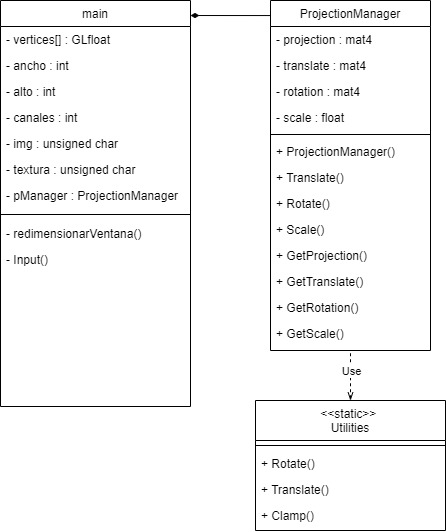 main
- vertices[] : GLfloat
- ancho : int
- alto : int
- canales : int
- img : unsigned char
- textura : unsigned char
- pManager : ProjectionManager
- redimensionarVentana()
- Input()
ProjectionManager
- projection : mat4
- translate : mat4
- rotation : mat4
- scale : float
+ ProjectionManager()
+ Translate()
+ Rotate()
+ Scale()
+ GetProjection()
+ GetTranslate()
+ GetRotation()
+ GetScale()
Use
<<static>>
Utilities
+ Rotate()
+ Translate()
+ Clamp()